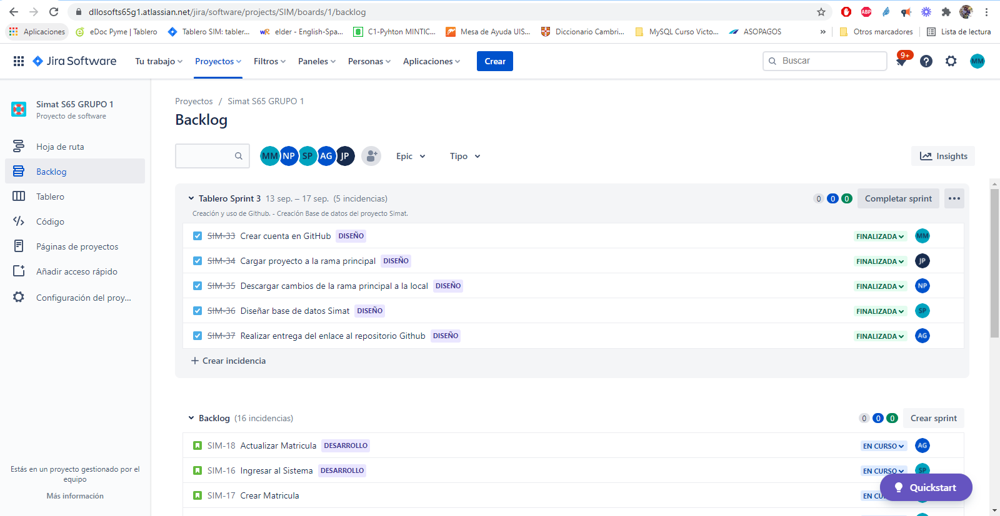 dllosofts65g1.atlassian.net/jira/software/projects/SIM/boards/1/backlog
ABP
Aplicaciones eDoc Pyme | Tablero Tablero SIM: tabler... wR elder - English-Spa... C1-Pyhton MINTIC... Mesa de Ayuda UIS... Diccionario Cambri... MySQL Curso Victo... ASOPAGOS » Otros marcadores Lista de lectura
Jira Software Tu trabajo Proyectos Filtros Paneles Personas Aplicaciones Crear Buscar 9+ MM
Simat S65 GRUPO 1
Proyecto de software
Hoja de ruta
Backlog
Tablero
Código
Páginas de proyectos
Añadir acceso rápido
Configuración del proy...
Estás en un proyecto gestionado por el
equipo
Más información
Proyectos / Simat S65 GRUPO 1
Backlog
MM NP SP AG JP Epic Tipo Insights
Tablero Sprint 3 13 sep. – 17 sep. (5 incidencias) 0 0 0 Completar sprint
Creación y uso de Github. - Creación Base de datos del proyecto Simat.
SIM-33 Crear cuenta en GitHub DISEÑO FINALIZADA MM
SIM-34 Cargar proyecto a la rama principal DISEÑO FINALIZADA JP
SIM-35 Descargar cambios de la rama principal a la local DISEÑO FINALIZADA NP
SIM-36 Diseñar base de datos Simat DISEÑO FINALIZADA SP
SIM-37 Realizar entrega del enlace al repositorio Github DISEÑO FINALIZADA AG
+ Crear incidencia
Backlog (16 incidencias) 0 0 0 Crear sprint
SIM-18 Actualizar Matricula DESARROLLO EN CURSO AG
SIM-16 Ingresar al Sistema DESARROLLO EN CURSO SP
SIM-17 Crear Matricula EN CU
Quickstart